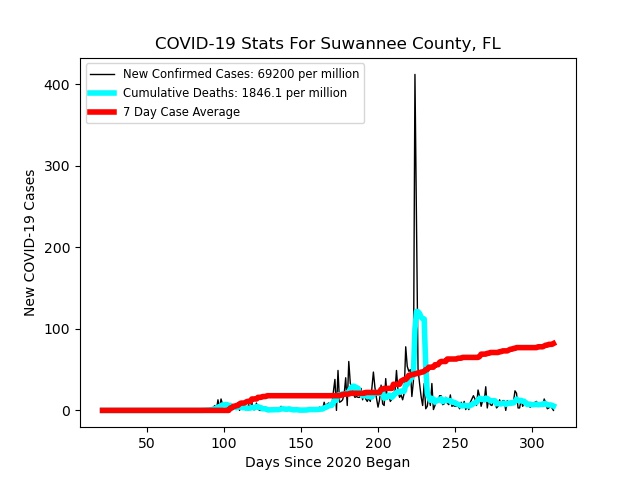 COVID-19 Stats For Suwannee County, FL
New Confirmed Cases: 69200 per million
Cumulative Deaths: 1846.1 per million
7 Day Case Average
New COVID-19 Cases
400
300
200
100
0
50 100 150 200 250 300
Days Since 2020 Began